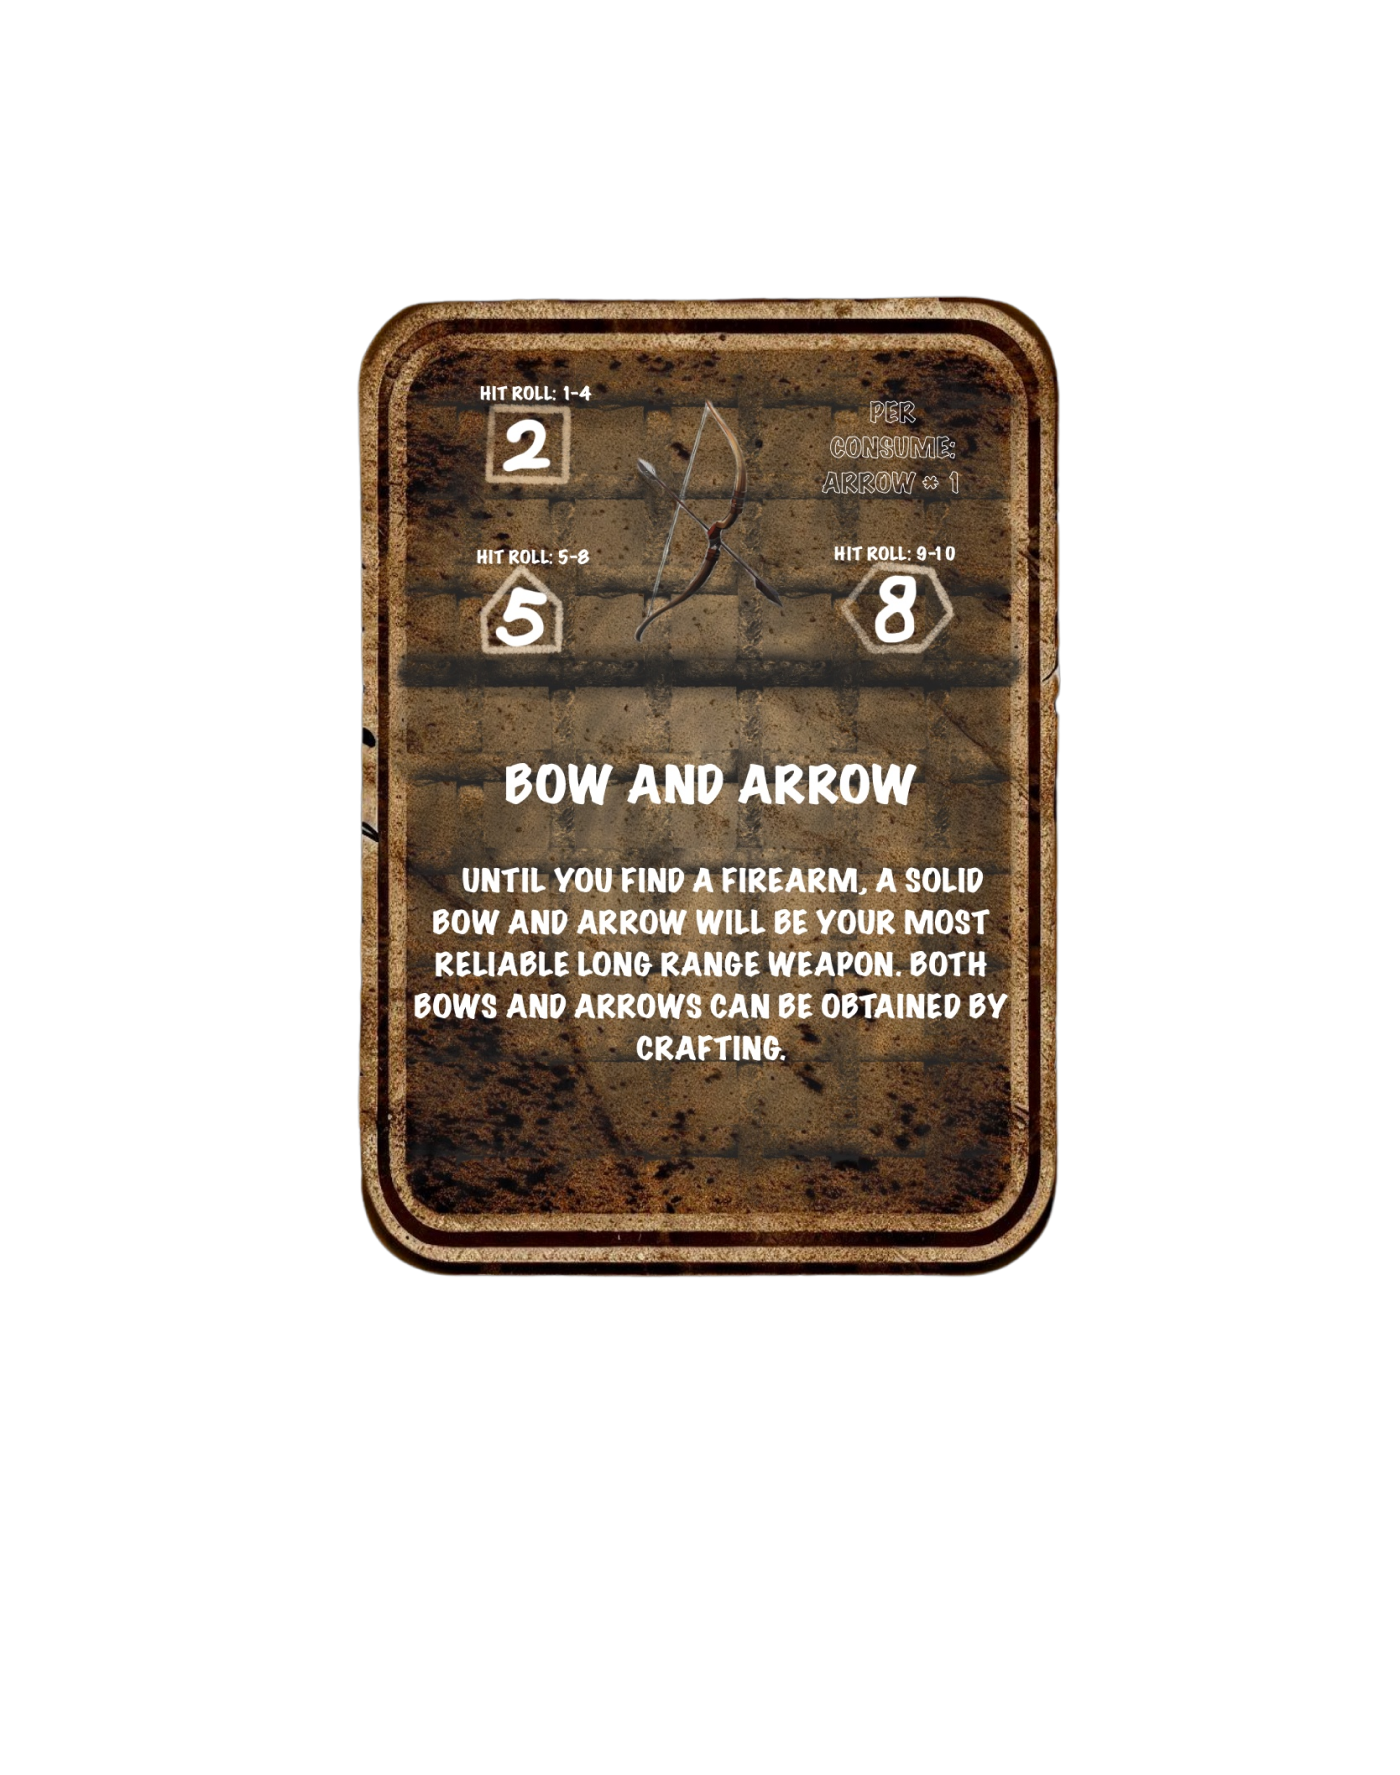 HIT ROLL: 1-4
2
PER
CONSUME:
ARROW * 1
HIT ROLL: 5-8
5
HIT ROLL: 9-10
8
BOW AND ARROW
UNTIL YOU FIND A FIREARM, A SOLID
BOW AND ARROW WILL BE YOUR MOST
RELIABLE LONG RANGE WEAPON. BOTH
BOWS AND ARROWS CAN BE OBTAINED BY
CRAFTING.